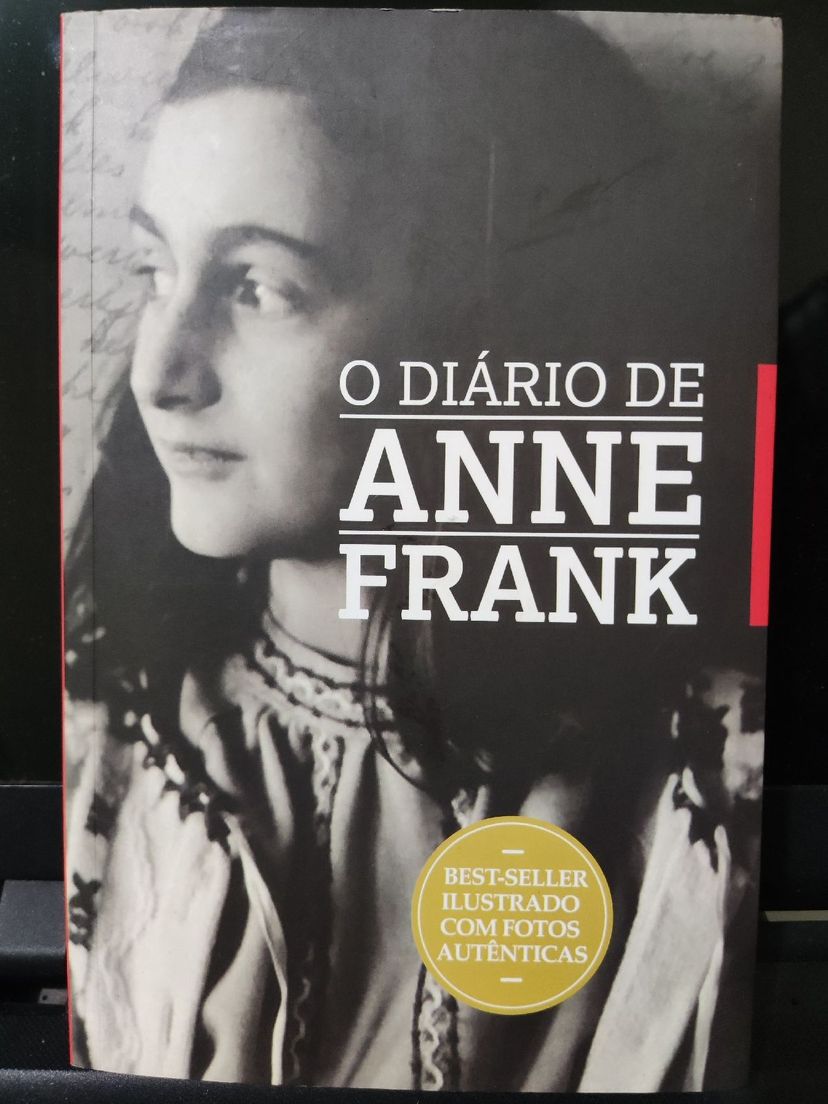 O DIÁRIO DE
ANNE
FRANK
BEST-SELLER
ILUSTRADO
COM FOTOS
AUTÊNTICAS